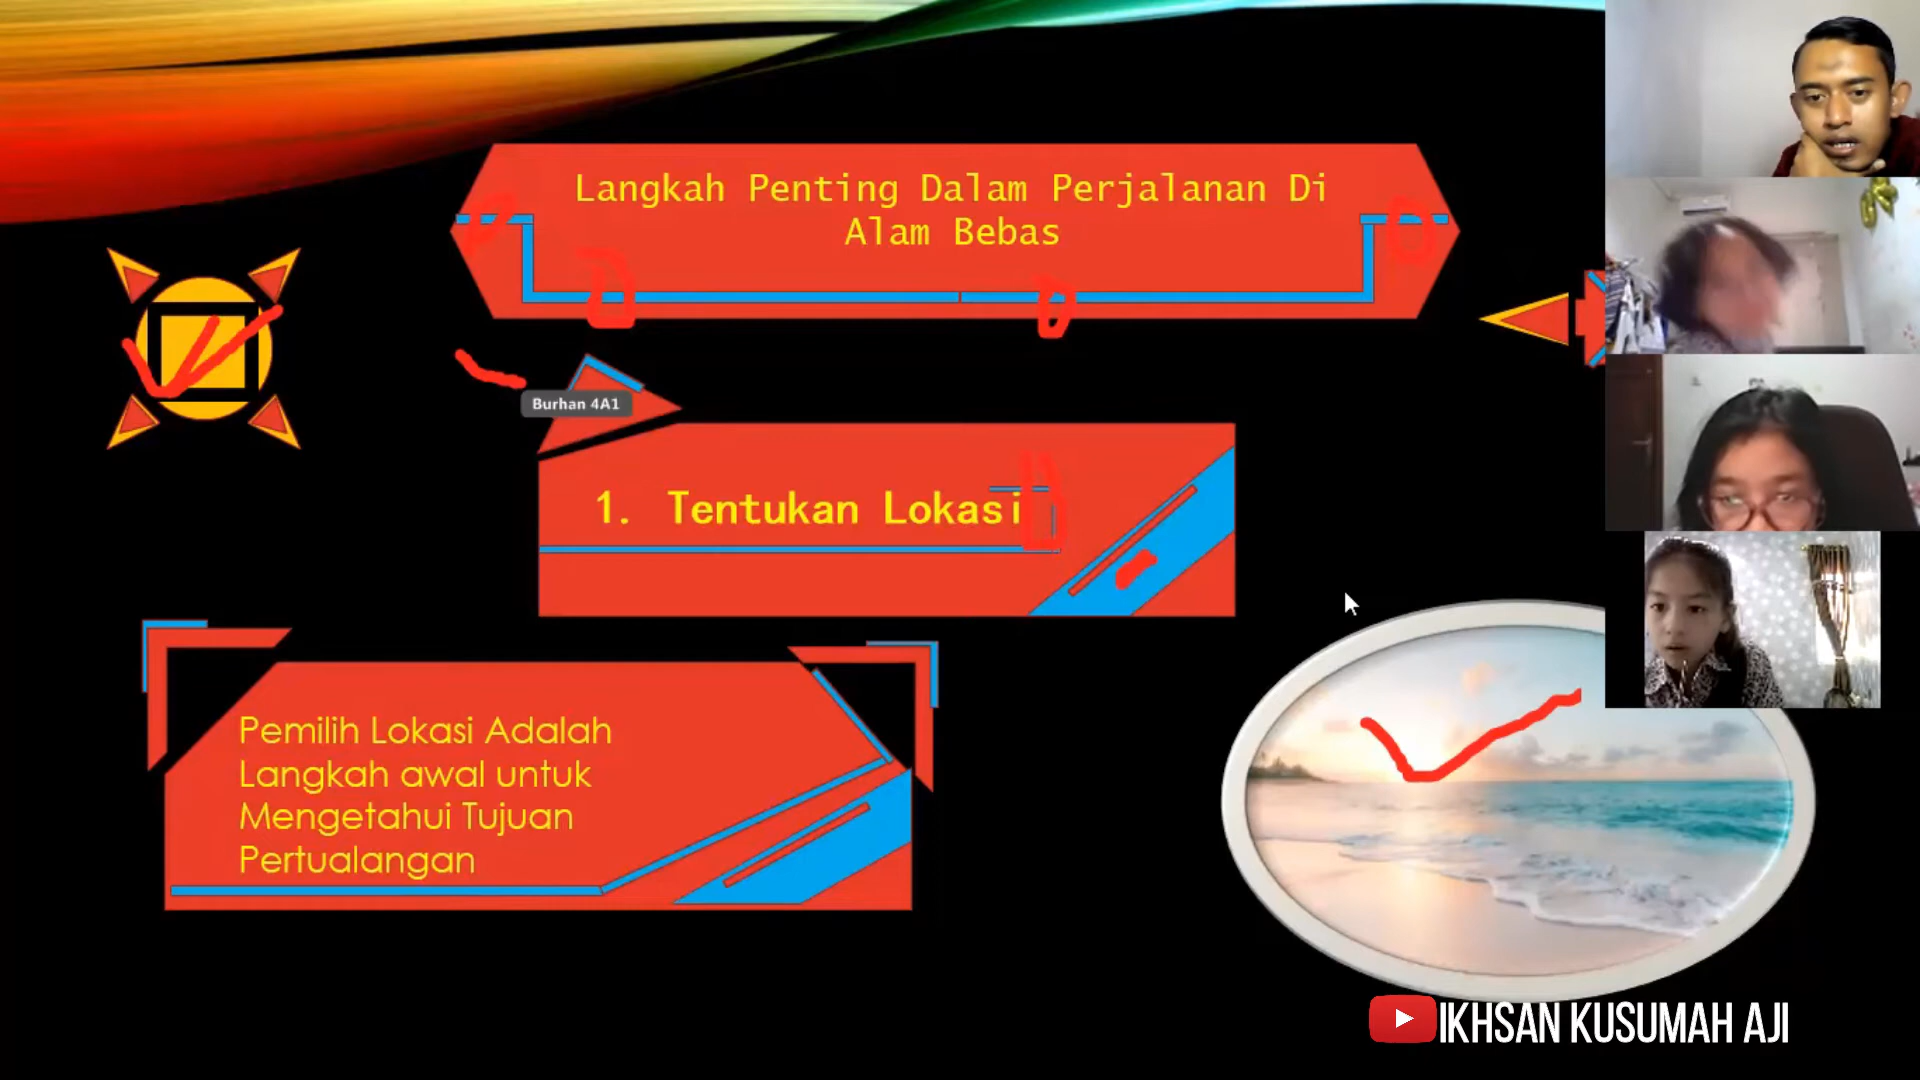 Langkah Penting Dalam Perjalanan Di
Alam Bebas
Burhan 4A1
1. Tentukan Lokasi
Pemilih Lokasi Adalah
Langkah awal untuk
Mengetahui Tujuan
Pertualangan
IKHSAN KUSUMAH AJI